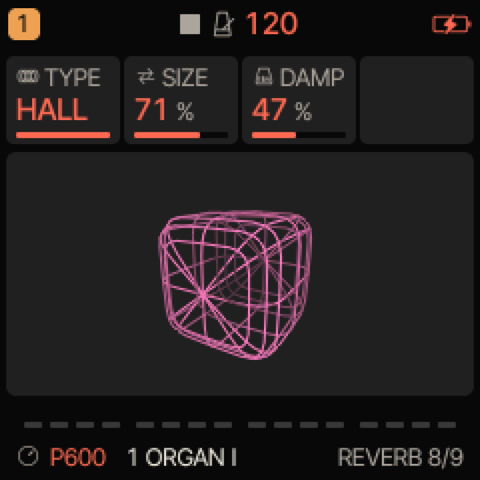 1 120
TYPE SIZE DAMP
HALL 71 % 47 %
P600 1 ORGAN I REVERB 8/9